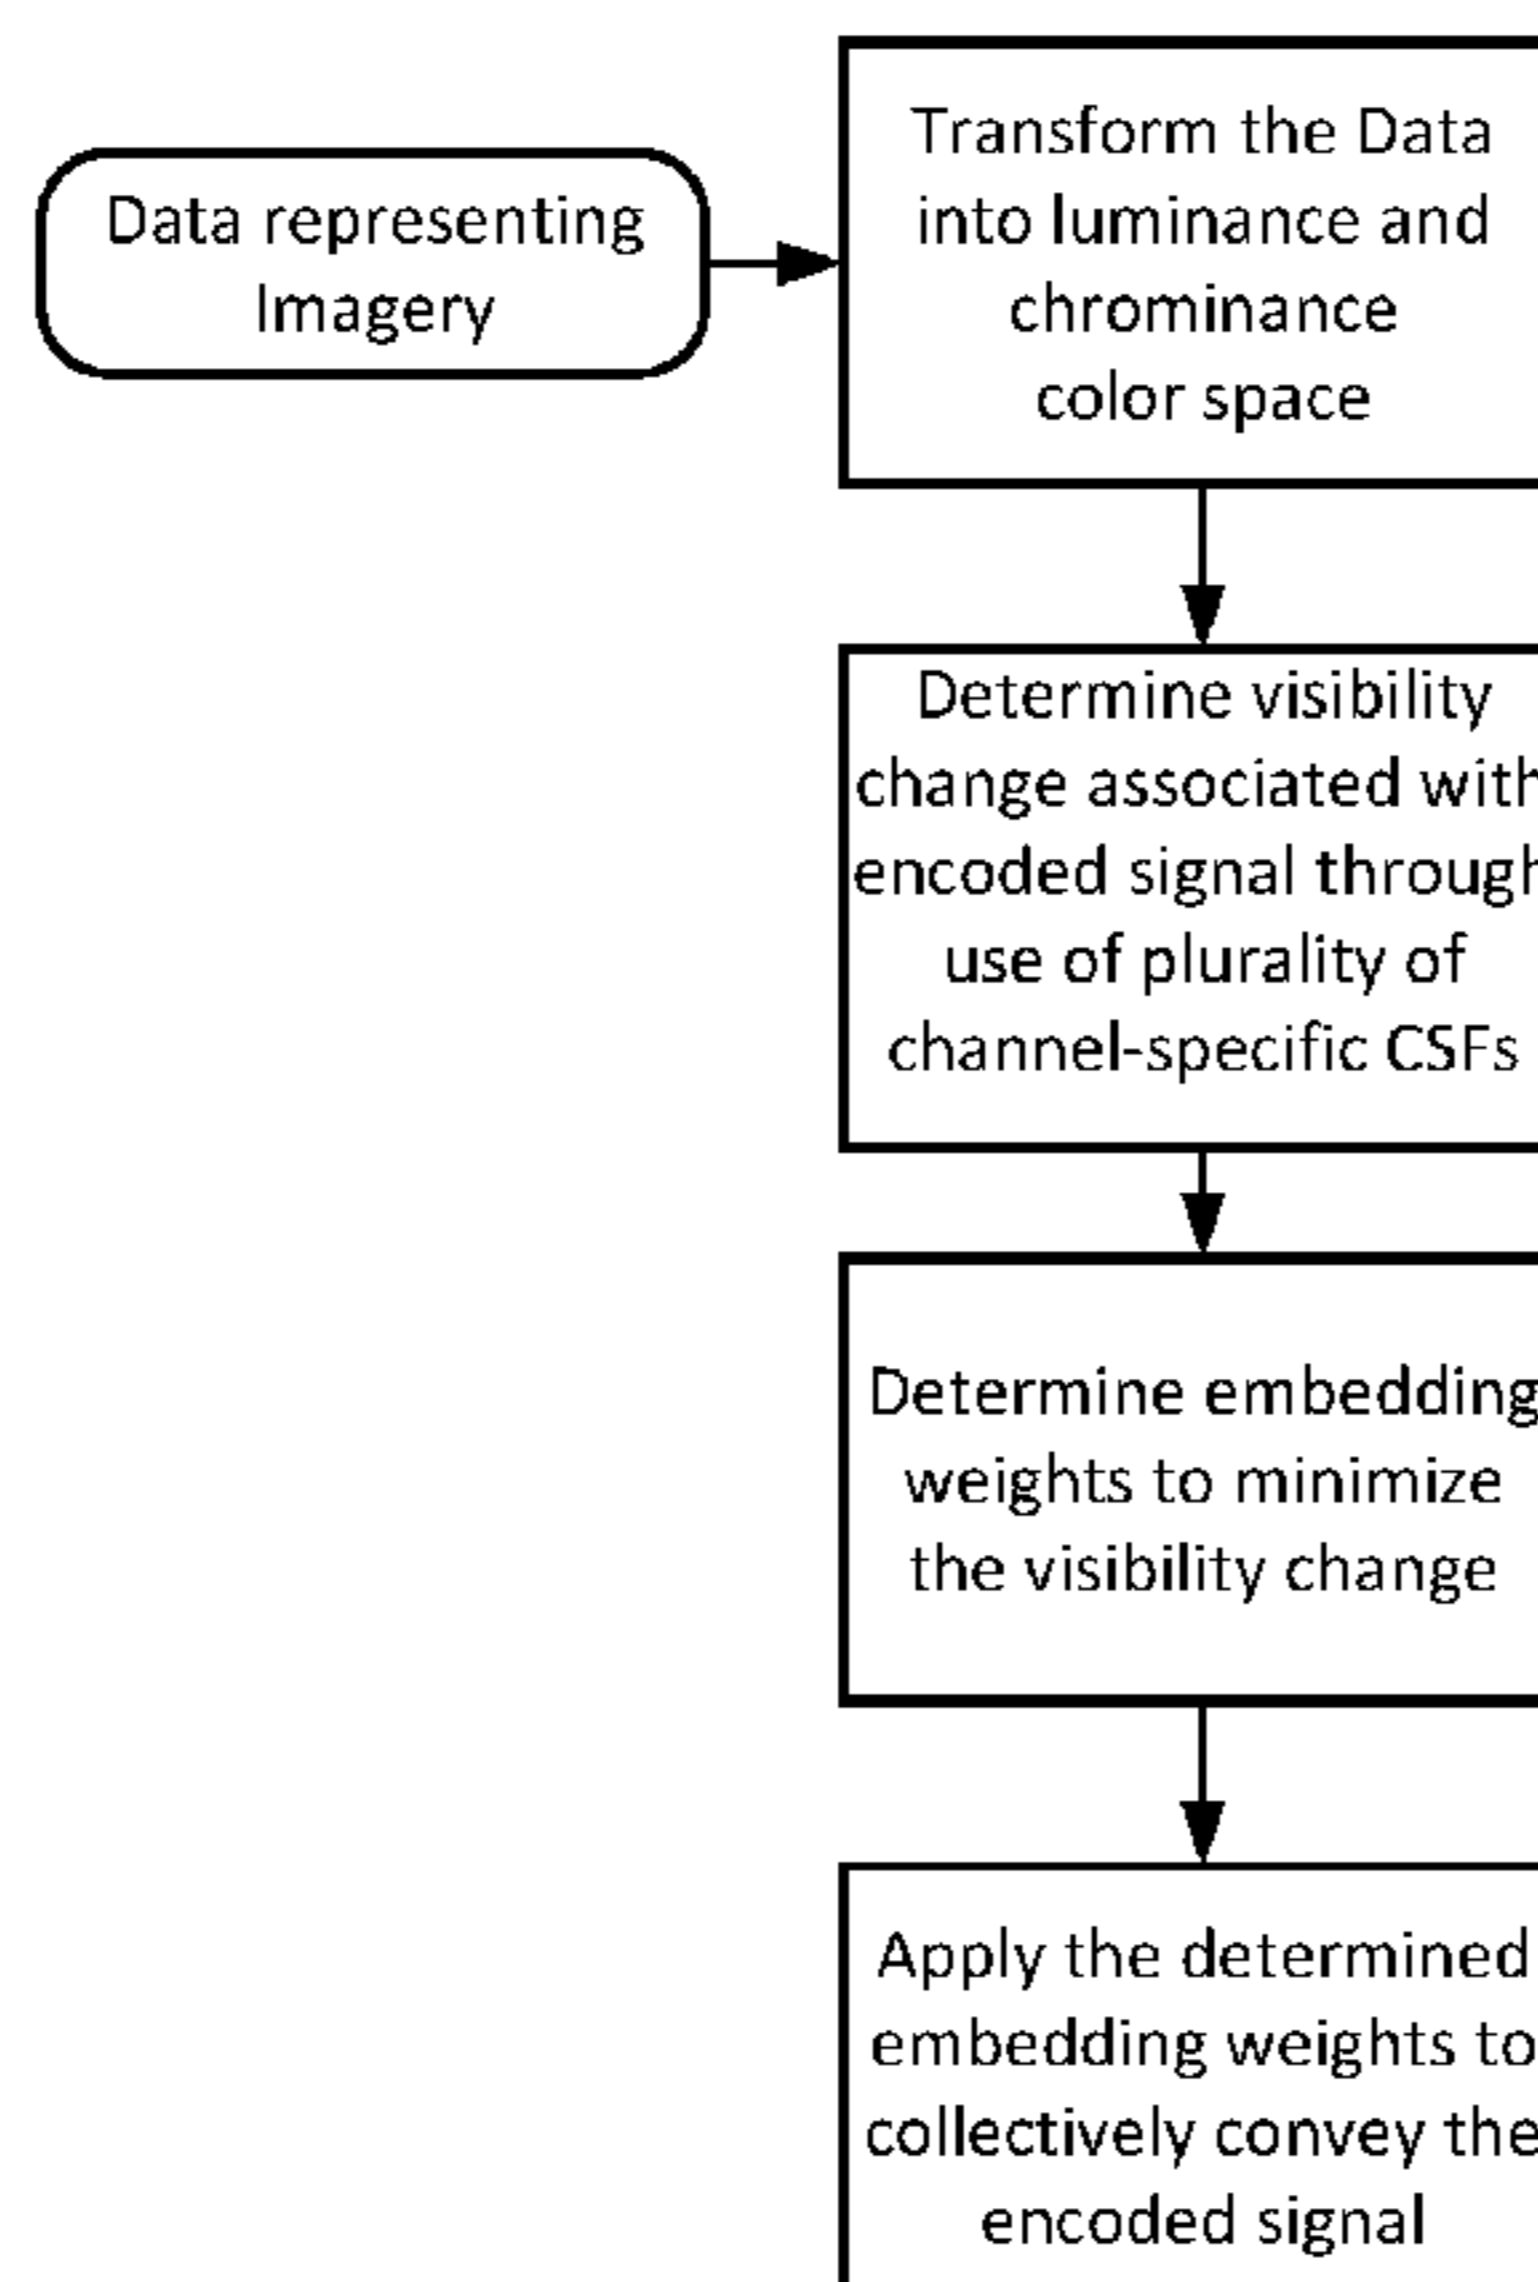 Data representing
Imagery
Transform the Data
into luminance and
chrominance
color space
Determine visibility
change associated with
encoded signal through
use of plurality of
channel-specific CSFs
Determine embedding
weights to minimize
the visibility change
Apply the determined
embedding weights to
collectively convey the
encoded signal